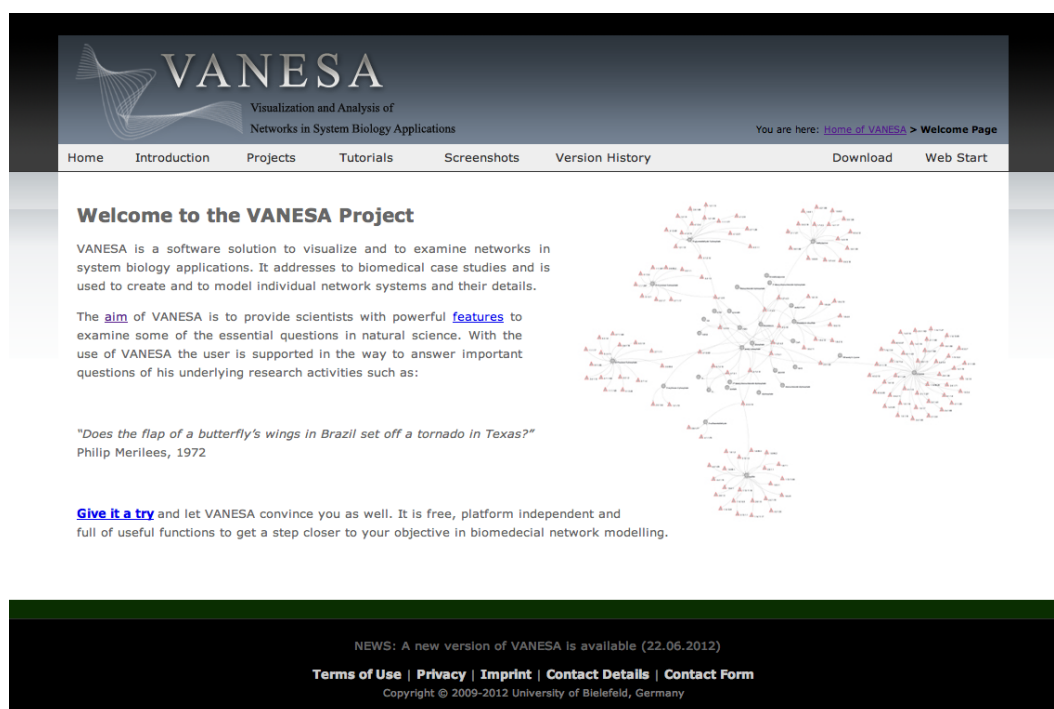 VANESA
Visualization and Analysis of
Networks in System Biology Applications
You are here: Home of VANESA > Welcome Page
Home Introduction Projects Tutorials Screenshots Version History Download Web Start
Welcome to the VANESA Project
VANESA is a software solution to visualize and to examine networks in
system biology applications. It addresses to biomedical case studies and is
used to create and to model individual network systems and their details.
The aim of VANESA is to provide scientists with powerful features to
examine some of the essential questions in natural science. With the
use of VANESA the user is supported in the way to answer important
questions of his underlying research activities such as:
“Does the flap of a butterfly’s wings in Brazil set off a tornado in Texas?”
Philip Merilees, 1972
Give it a try and let VANESA convince you as well. It is free, platform independent and
full of useful functions to get a step closer to your objective in biomedecial network modelling.
NEWS: A new version of VANESA is available (22.06.2012)
Terms of Use | Privacy | Imprint | Contact Details | Contact Form
Copyright © 2009-2012 University of Bielefeld, Germany